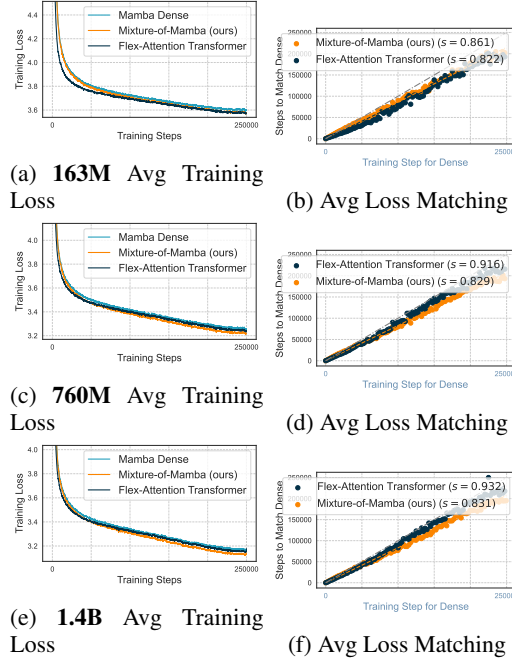 Mamba Dense
Mixture-of-Mamba (ours)
Flex-Attention Transformer
Training Loss
4.4
4.2
4.0
3.8
3.6
0
250000
Training Steps
Mixture-of-Mamba (ours) (s = 0.861)
Flex-Attention Transformer (s = 0.822)
Steps to Match Dense
250000
200000
150000
100000
50000
0
0
Training Step for Dense
(a) 163M Avg Training
Loss
(b) Avg Loss Matching
Mamba Dense
Mixture-of-Mamba (ours)
Flex-Attention Transformer
Training Loss
4.0
3.8
3.6
3.4
3.2
0
250000
Training Steps
Flex-Attention Transformer (s = 0.916)
Mixture-of-Mamba (ours) (s = 0.829)
Steps to Match Dense
250000
200000
150000
100000
50000
0
0
Training Step for Dense
(c) 760M Avg Training
Loss
(d) Avg Loss Matching
Mamba Dense
Mixture-of-Mamba (ours)
Flex-Attention Transformer
Training Loss
4.0
3.8
3.6
3.4
3.2
0
250000
Training Steps
Flex-Attention Transformer (s = 0.932)
Mixture-of-Mamba (ours) (s = 0.831)
Steps to Match Dense
250000
200000
150000
100000
50000
0
0
Training Step for Dense
(e) 1.4B Avg Training
Loss
(f) Avg Loss Matching